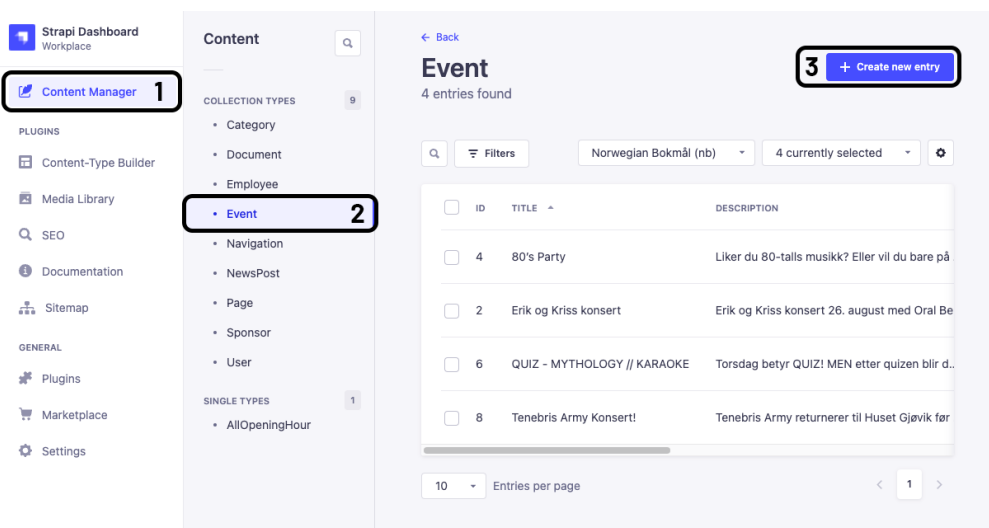 Strapi Dashboard
Workplace
Content Manager 1
PLUGINS
Content-Type Builder
Media Library
SEO
Documentation
Sitemap
GENERAL
Plugins
Marketplace
Settings
Content
COLLECTION TYPES 9
Category
Document
Employee
Event 2
Navigation
NewsPost
Page
Sponsor
User
SINGLE TYPES 1
AllOpeningHour
← Back
Event
4 entries found
3 + Create new entry
Filters
Norwegian Bokmål (nb)
4 currently selected
ID TITLE DESCRIPTION
4 80's Party Liker du 80-talls musikk? Eller vil du bare på .
2 Erik og Kriss konsert Erik og Kriss konsert 26. august med Oral Be
6 QUIZ - MYTHOLOGY // KARAOKE Torsdag betyr QUIZ! MEN etter quizen blir d..
8 Tenebris Army Konsert! Tenebris Army returnerer til Huset Gjøvik før
10 Entries per page
< 1 >